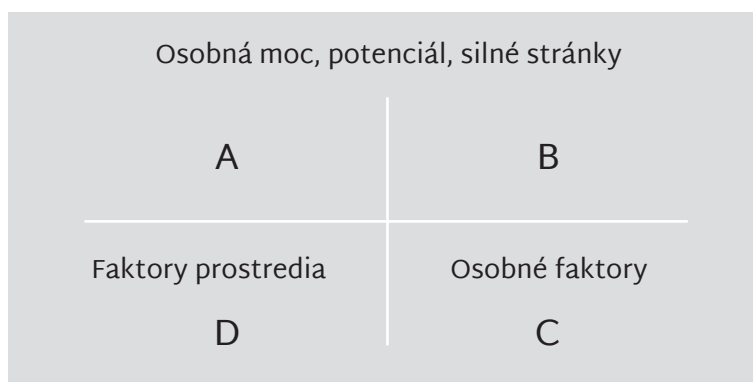 Osobná moc, potenciál, silné stránky
A B
Faktory prostredia Osobné faktory
D C